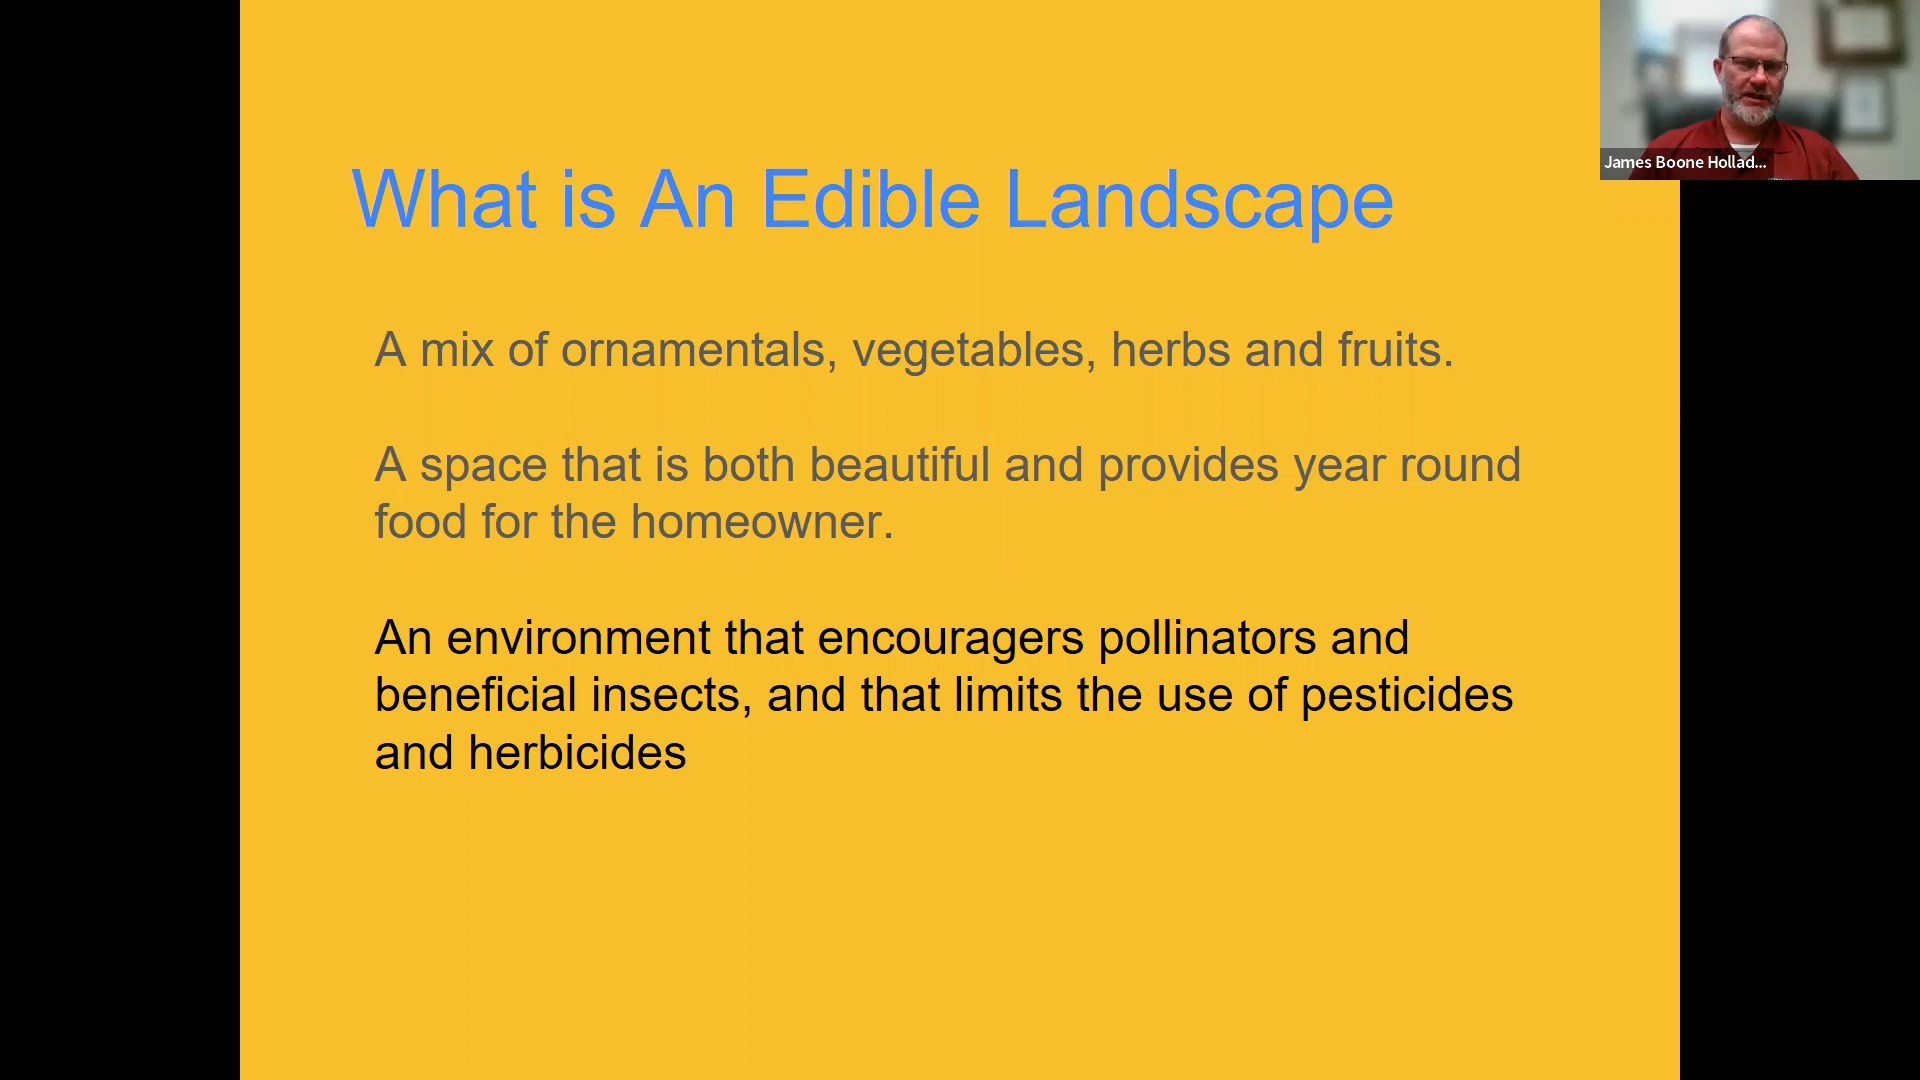 What is An Edible Landscape
A mix of ornamentals, vegetables, herbs and fruits.
A space that is both beautiful and provides year round
food for the homeowner.
An environment that encouragers pollinators and
beneficial insects, and that limits the use of pesticides
and herbicides
James Boone Hollad...